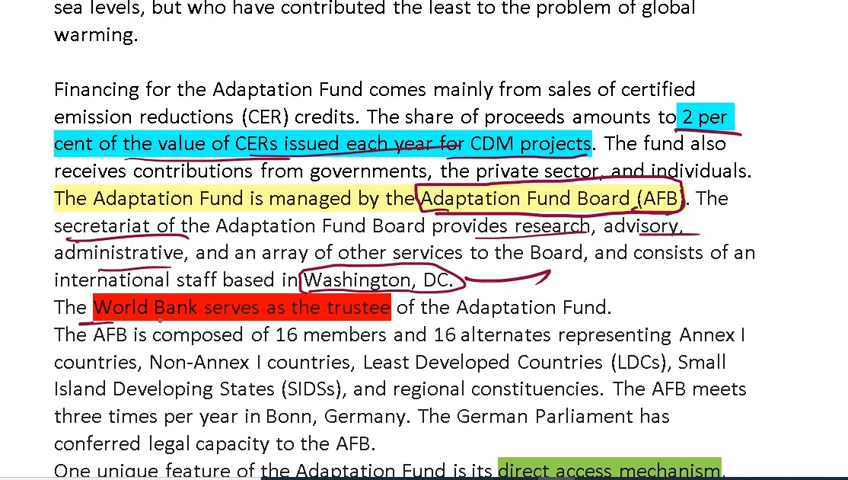 sea levels, but who have contributed the least to the problem of global
warming.
Financing for the Adaptation Fund comes mainly from sales of certified
emission reductions (CER) credits. The share of proceeds amounts to 2 per
cent of the value of CERs issued each year for CDM projects. The fund also
receives contributions from governments, the private sector, and individuals.
The Adaptation Fund is managed by the Adaptation Fund Board (AFB). The
secretariat of the Adaptation Fund Board provides research, advisory,
administrative, and an array of other services to the Board, and consists of an
international staff based in Washington, DC.
The World Bank serves as the trustee of the Adaptation Fund.
The AFB is composed of 16 members and 16 alternates representing Annex I
countries, Non-Annex I countries, Least Developed Countries (LDCs), Small
Island Developing States (SIDSs), and regional constituencies. The AFB meets
three times per year in Bonn, Germany. The German Parliament has
conferred legal capacity to the AFB.
One unique feature of the Adaptation Fund is its direct access mechanism